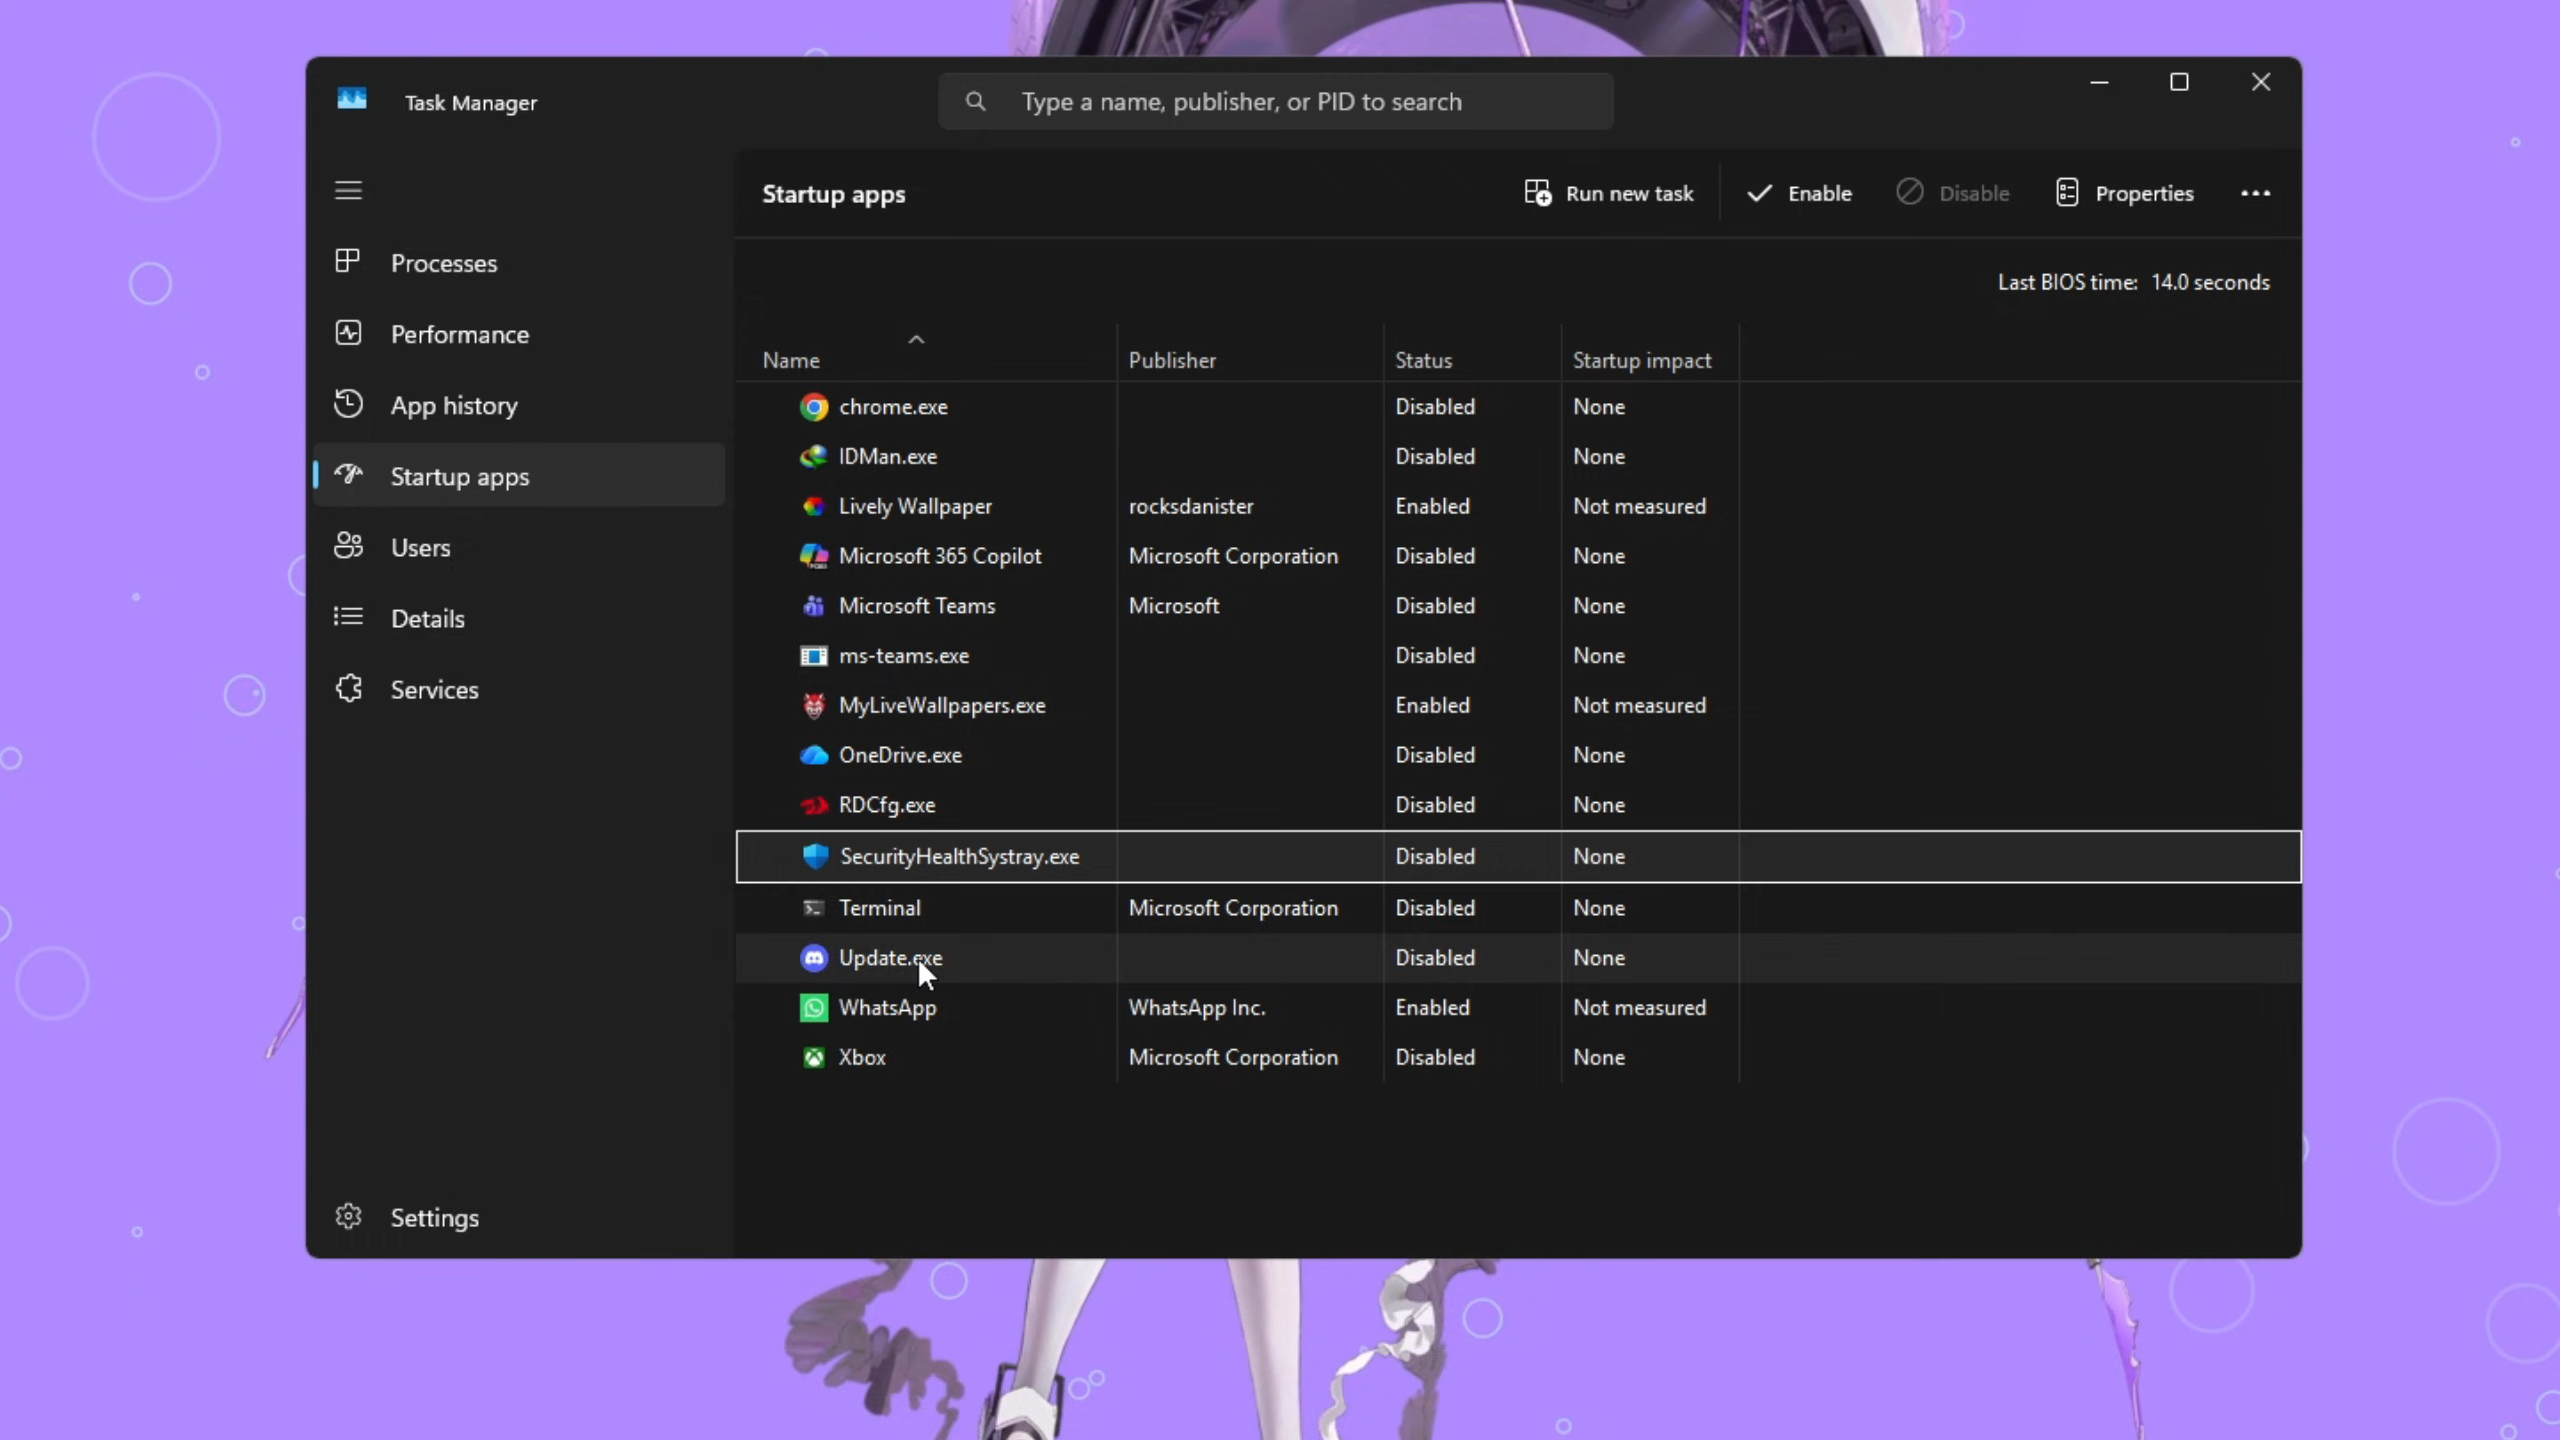 Task Manager
Type a name, publisher, or PID to search
Startup apps
Run new task
Enable
Disable
Properties
Processes
Performance
App history
Startup apps
Users
Details
Services
Settings
Last BIOS time: 14.0 seconds
Name Publisher Status Startup impact
chrome.exe Disabled None
IDMan.exe Disabled None
Lively Wallpaper rocksdanister Enabled Not measured
Microsoft 365 Copilot Microsoft Corporation Disabled None
Microsoft Teams Microsoft Disabled None
ms-teams.exe Disabled None
MyLiveWallpapers.exe Enabled Not measured
OneDrive.exe Disabled None
RDCfg.exe Disabled None
SecurityHealthSystray.exe Disabled None
Terminal Microsoft Corporation Disabled None
Update.exe Disabled None
WhatsApp WhatsApp Inc. Enabled Not measured
Xbox Microsoft Corporation Disabled None